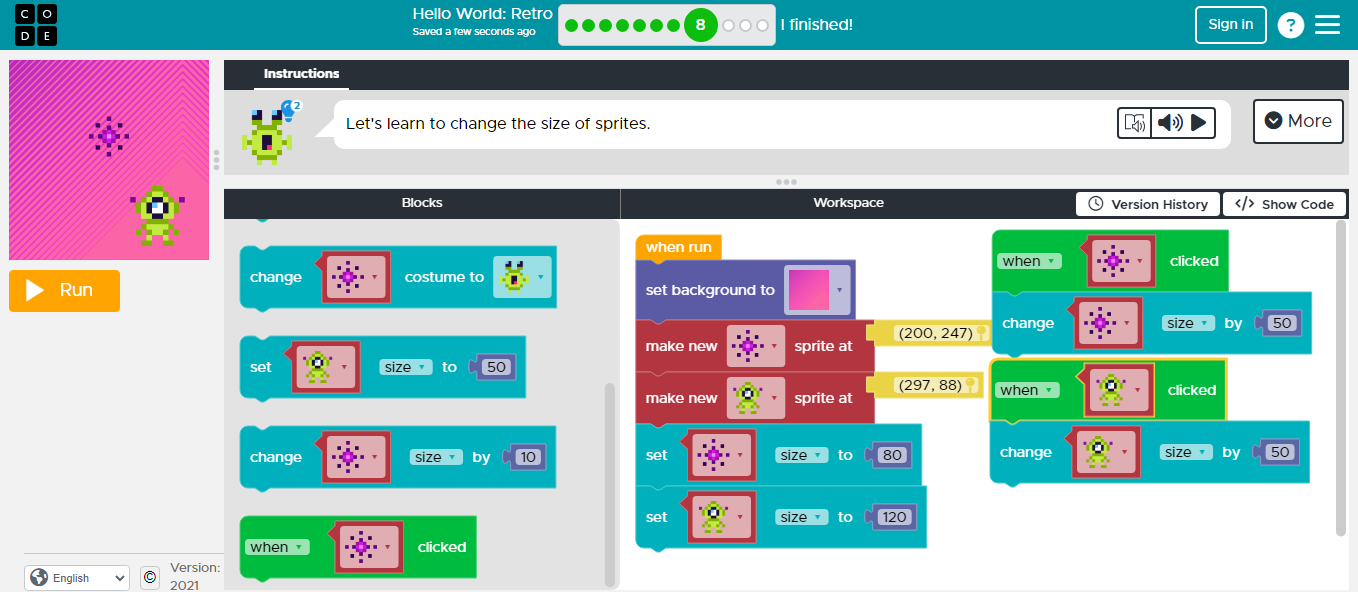 C O
D E
Hello World: Retro
Saved a few seconds ago
8
I finished!
Sign in
?
Instructions
2
Let's learn to change the size of sprites.
More
Blocks
Workspace
Version History
</> Show Code
Run
change costume to
set size to 50
change size by 10
when clicked
when run
set background to
make new sprite at (200, 247)
make new sprite at (297, 88)
set size to 80
set size to 120
when clicked
change size by 50
when clicked
change size by 50
English
©
Version:
2021